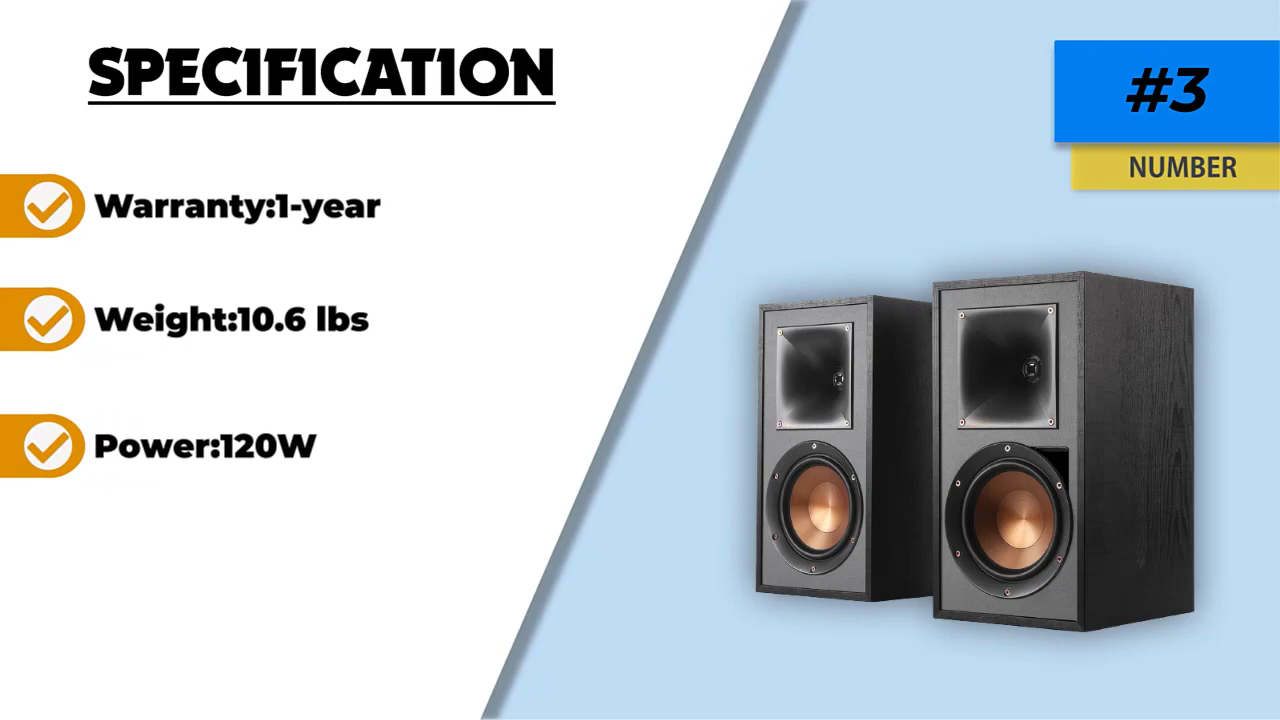 SPECIFICATION
#3
NUMBER
Warranty:1-year
Weight:10.6 lbs
Power:120W